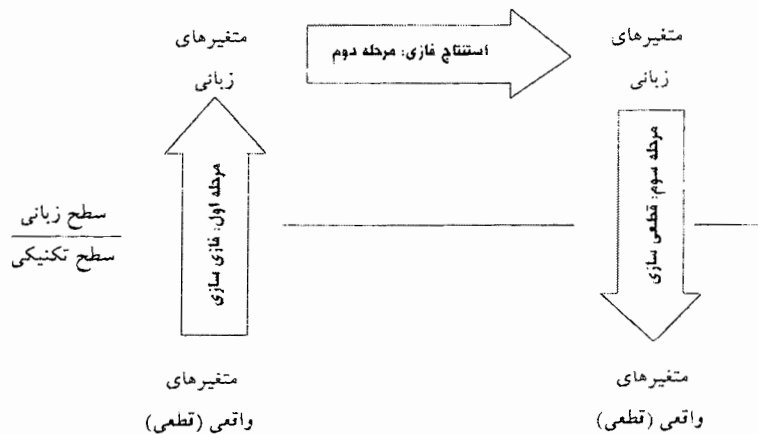 متغیرهای
زبانی
استنتاج فازی: مرحله دوم
متغیرهای
زبانی
مرحله اول: فازی سازی
مرحله سوم: قطعی سازی
سطح زبانی
سطح تکنیکی
متغیرهای
واقعی (قطعی)
متغیرهای
واقعی (قطعی)